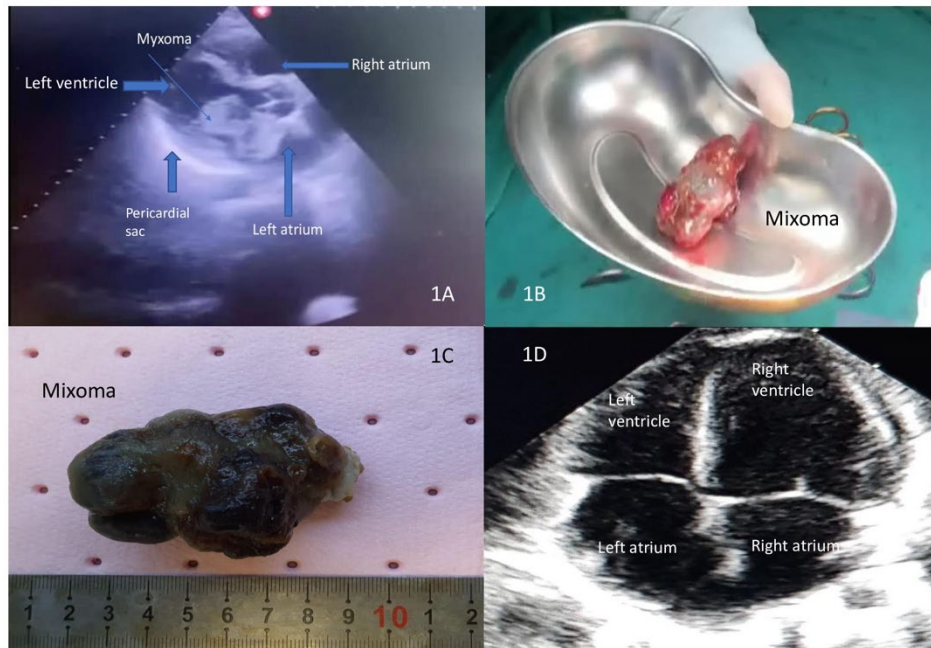 Myxoma
Right atrium
Left ventricle
Pericardial
sac
Left atrium
1A
Mixoma
1B
1C
Mixoma
1 2 3 4 5 6 7 8 9 10 1 2
1D
Right
ventricle
Left
ventricle
Left atrium
Right atrium